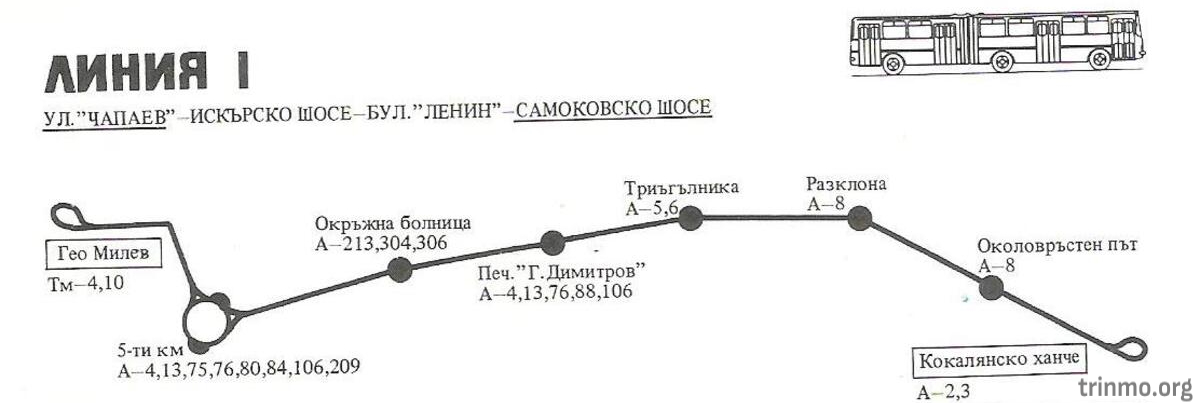 ЛИНИЯ 1
УЛ."ЧАПАЕВ"–ИСКЪРСКО ШОСЕ–БУЛ."ЛЕНИН"–САМОКОВСКО ШОСЕ
Гео Милев
Тм–4,10
5-ти км
А–4,13,75,76,80,84,106,209
Окръжна болница
А–213,304,306
Печ."Г.Димитров"
А–4,13,76,88,106
Триъгълника
А–5,6
Разклона
А–8
Околовръстен път
А–8
Кокалянско ханче
А–2,3
trinmo.org